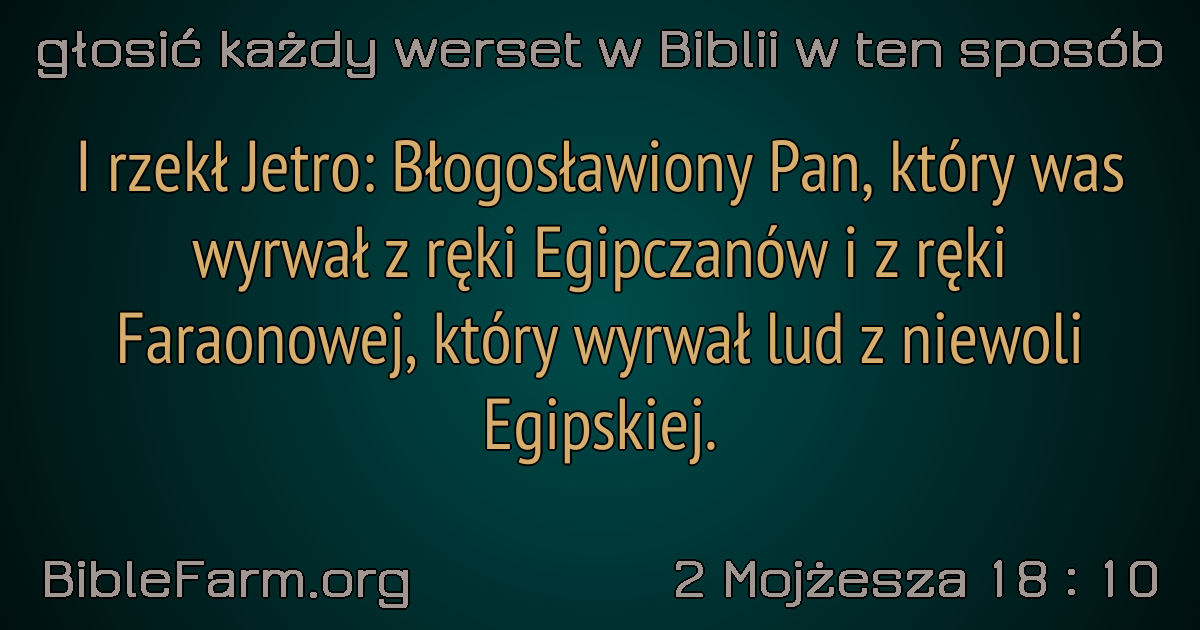 głosić każdy werset w Biblii w ten sposób
I rzekł Jetro: Błogosławiony Pan, który was
wyrwał z ręki Egipczanów i z ręki
Faraonowej, który wyrwał lud z niewoli
Egipskiej.
BibleFarm.org
2 Mojżesza 18 : 10